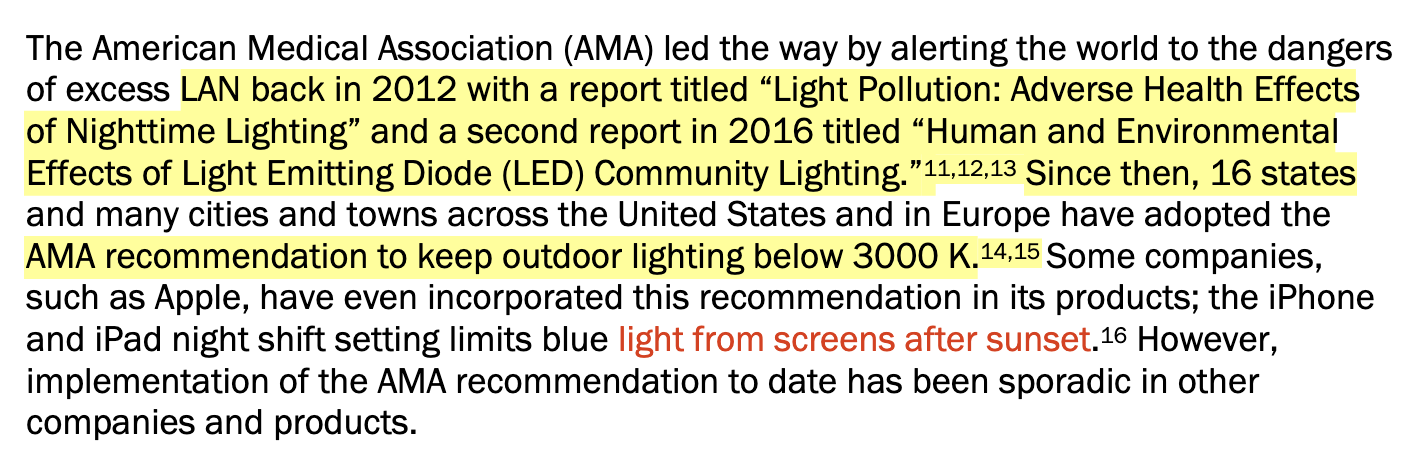 The American Medical Association (AMA) led the way by alerting the world to the dangers
of excess LAN back in 2012 with a report titled “Light Pollution: Adverse Health Effects
of Nighttime Lighting” and a second report in 2016 titled “Human and Environmental
Effects of Light Emitting Diode (LED) Community Lighting.”11,12,13 Since then, 16 states
and many cities and towns across the United States and in Europe have adopted the
AMA recommendation to keep outdoor lighting below 3000 K.14,15 Some companies,
such as Apple, have even incorporated this recommendation in its products; the iPhone
and iPad night shift setting limits blue light from screens after sunset.16 However,
implementation of the AMA recommendation to date has been sporadic in other
companies and products.